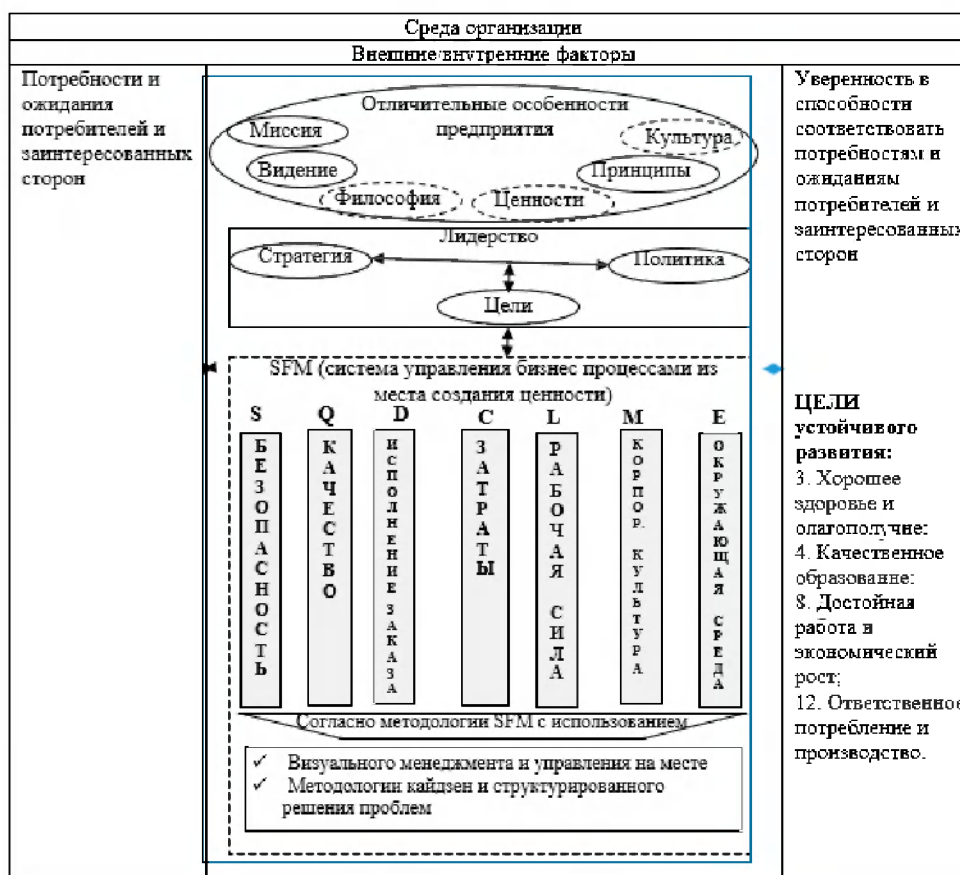 Среда организации
Внешние/внутренние факторы
Потребности и
ожидания
потребителей и
заинтересованных
сторон
Отличительные особенности
предприятия
Миссия
Культура
Видение
Принципы
Философия
Ценности
Лидерство
Стратегия
Политика
Цели
SFM (система управления бизнес процессами из
места создания ценности)
S Q D C L M E
БЕЗОПАСНОСТЬ
КАЧЕСТВО
ИСПОЛНЕНИЕ ЗАКАЗА
ЗАТРАТЫ
РАБОЧАЯ СИЛА
КОРПОР. КУЛЬТУРА
ОКРУЖАЮЩАЯ СРЕДА
Согласно методологии SFM с использованием
✓ Визуального менеджмента и управления на месте
✓ Методологии кайдзен и структурированного
решения проблем
Уверенность в
способности
соответствовать
потребностям и
ожиданиям
потребителей и
заинтересованных
сторон
ЦЕЛИ
устойчивого
развития:
3. Хорошее
здоровье и
олагополучие:
4. Качественное
образование:
8. Достойная
работа и
экономический
рост;
12. Ответственное
потребление и
производство.